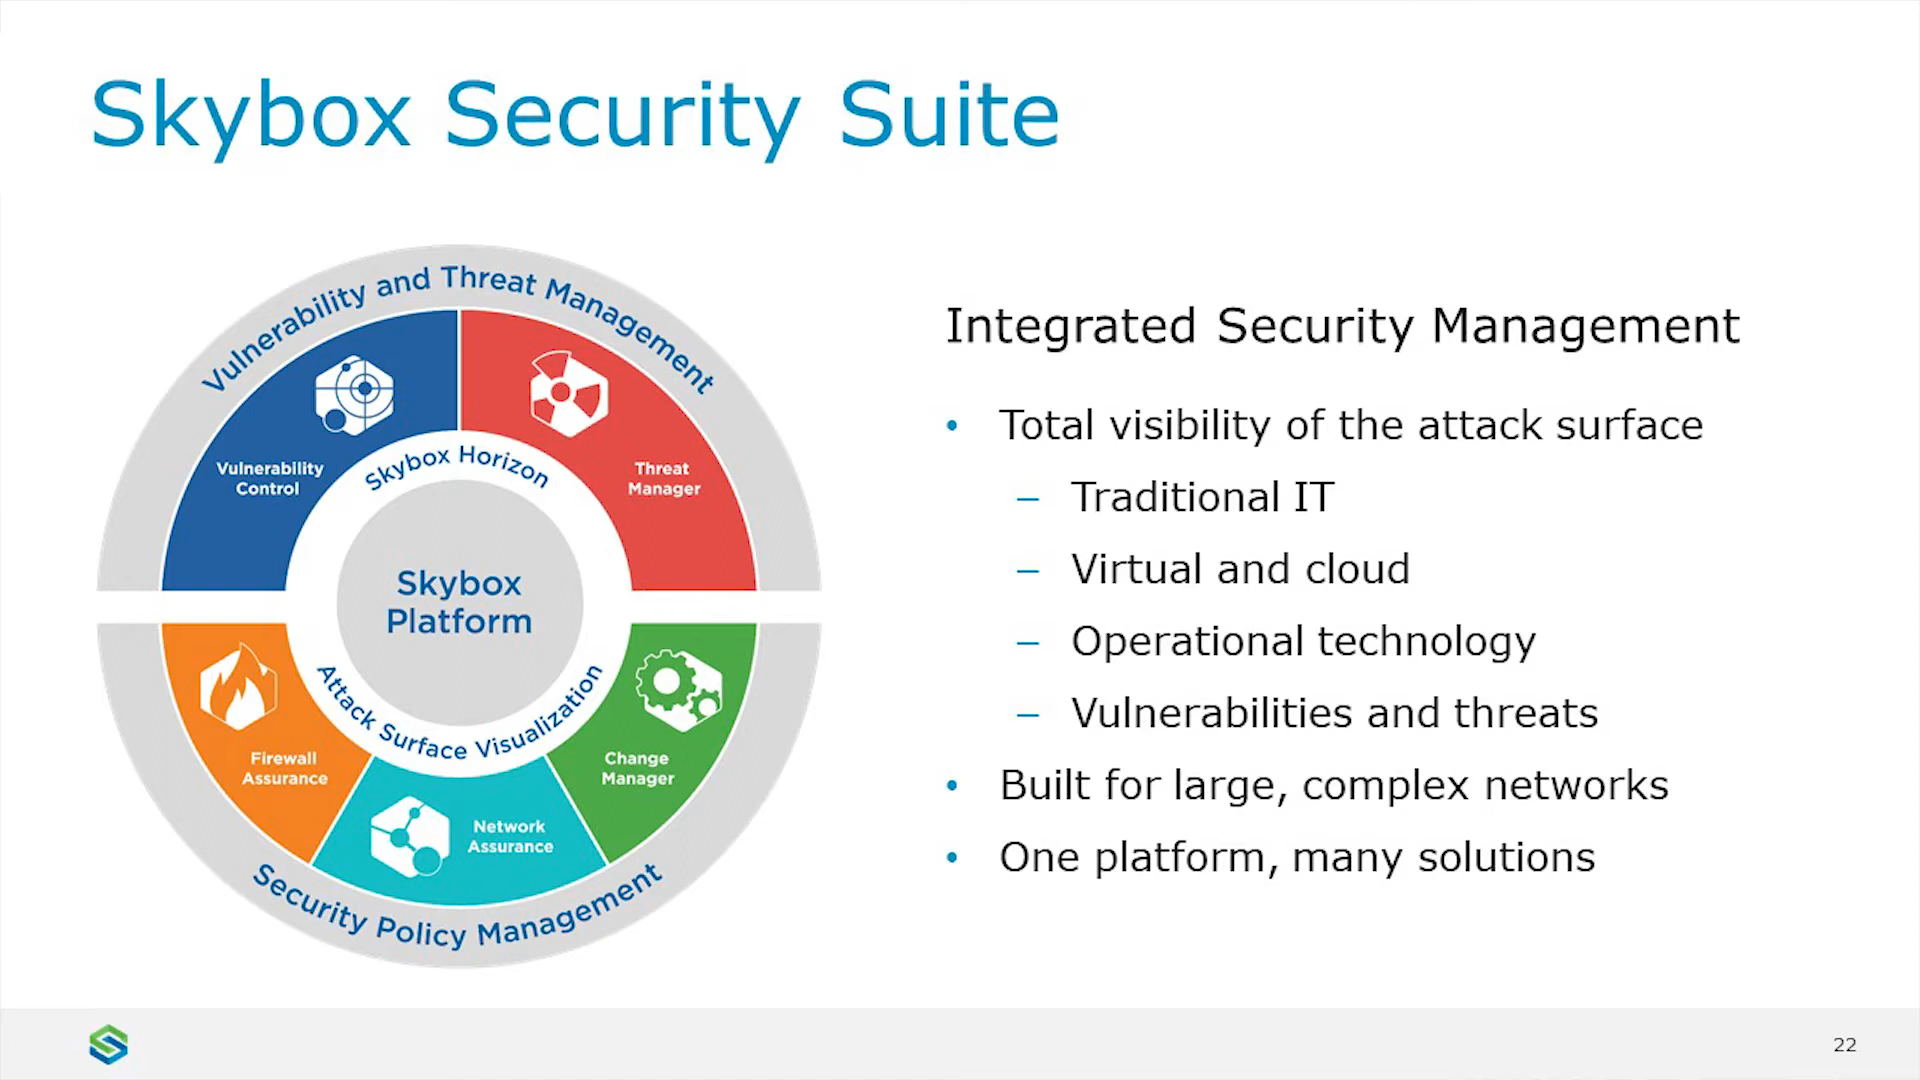 Skybox Security Suite
Vulnerability and Threat Management
Vulnerability
Control
Threat
Manager
Skybox Horizon
Skybox
Platform
Attack Surface Visualization
Firewall
Assurance
Network
Assurance
Change
Manager
Security Policy Management
Integrated Security Management
• Total visibility of the attack surface
– Traditional IT
– Virtual and cloud
– Operational technology
– Vulnerabilities and threats
• Built for large, complex networks
• One platform, many solutions
22